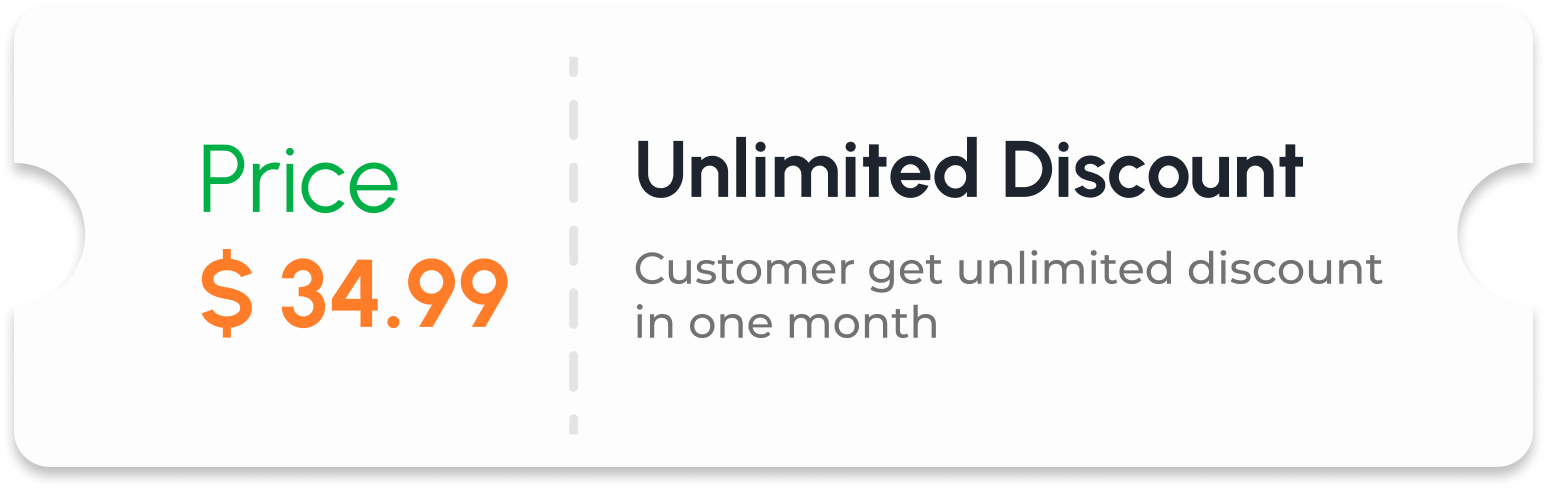 Price
$ 34.99
Unlimited Discount
Customer get unlimited discount
in one month